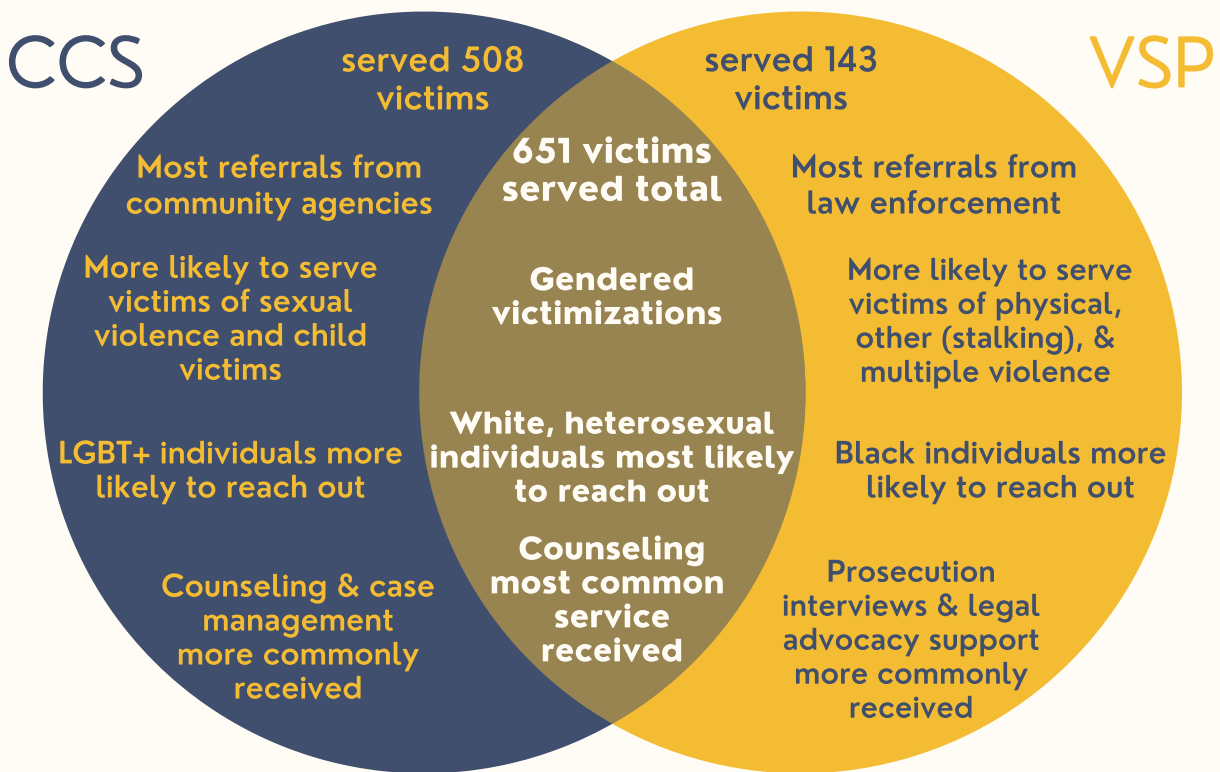 CCS
served 508
victims
Most referrals from
community agencies
More likely to serve
victims of sexual
violence and child
victims
LGBT+ individuals more
likely to reach out
Counseling & case
management
more commonly
received
651 victims
served total
Gendered
victimizations
White, heterosexual
individuals most likely
to reach out
Counseling
most common
service
received
VSP
served 143
victims
Most referrals from
law enforcement
More likely to serve
victims of physical,
other (stalking), &
multiple violence
Black individuals more
likely to reach out
Prosecution
interviews & legal
advocacy support
more commonly
received